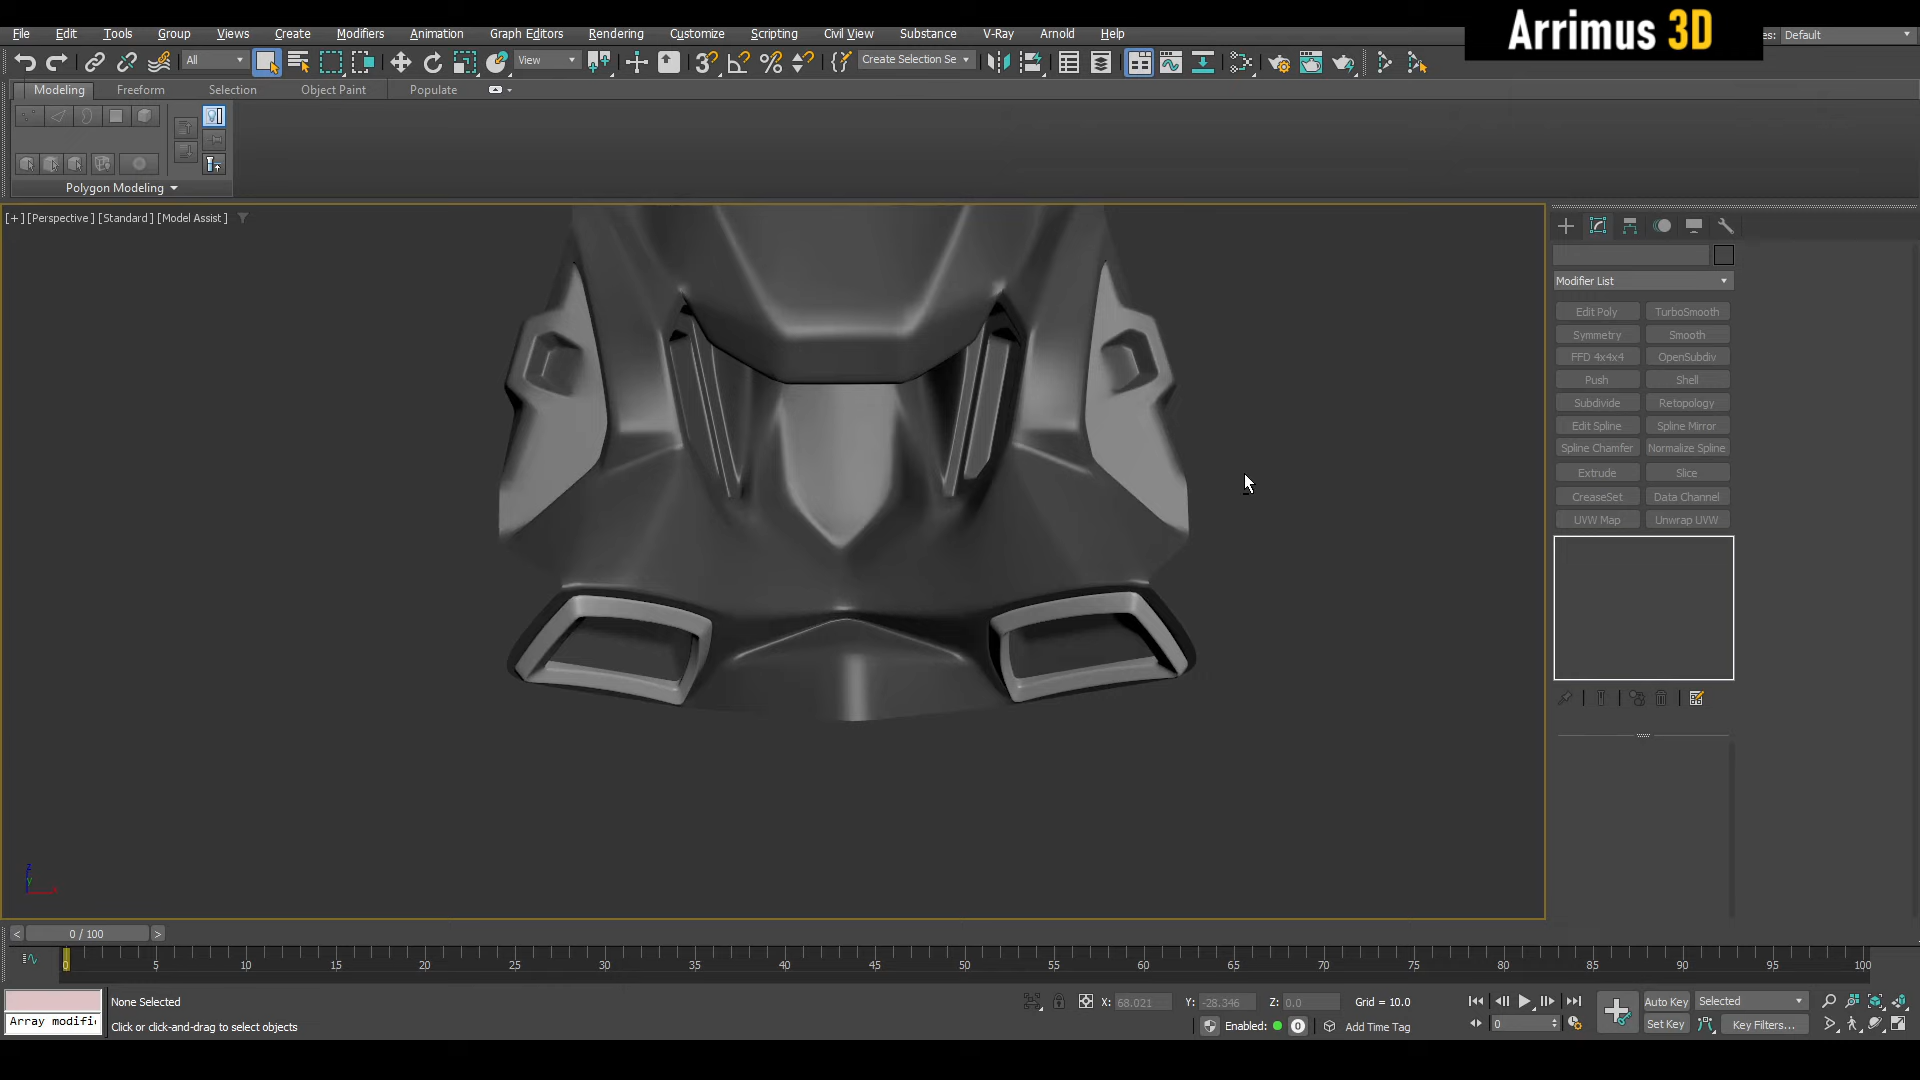 Arrimus 3D
File Edit Tools Group Views Create Modifiers Animation Graph Editors Rendering Customize Scripting Civil View Substance V-Ray Arnold Help es: Default
All View Create Selection Se
Modeling Freeform Selection Object Paint Populate
Polygon Modeling
[+] [Perspective ] [Standard ] [Model Assist ]
Modifier List
Edit Poly TurboSmooth
Symmetry Smooth
FFD 4x4x4 OpenSubdiv
Push Shell
Subdivide Retopology
Edit Spline Spline Mirror
Spline Chamfer Normalize Spline
Extrude Slice
CreaseSet Data Channel
UVW Map Unwrap UVW
z
y
x
< 0 / 100 >
0 5 10 15 20 25 30 35 40 45 50 55 60 65 70 75 80 85 90 95 100
None Selected X: 68.021 Y: -28.346 Z: 0.0 Grid = 10.0 Auto Key Selected
Array modifi
Click or click-and-drag to select objects Enabled: 0 Add Time Tag 0 Set Key Key Filters...